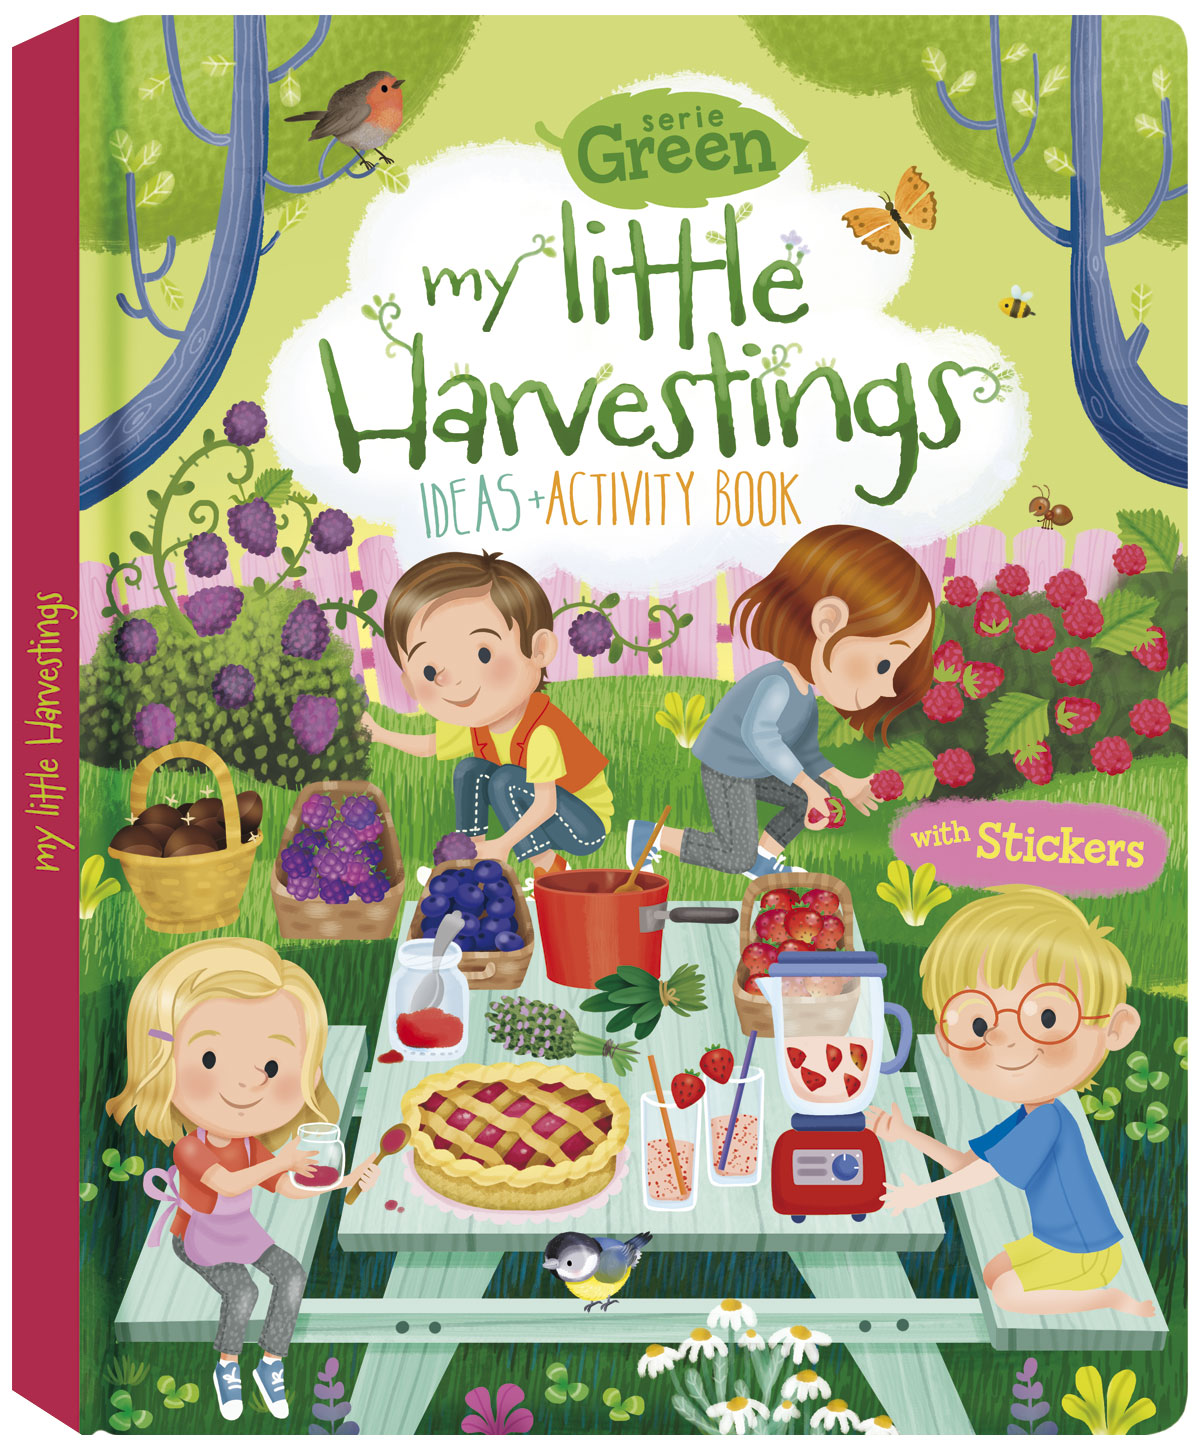 serie
Green
my little
Harvestings
IDEAS+ACTIVITY BOOK
with Stickers
my little Harvestings